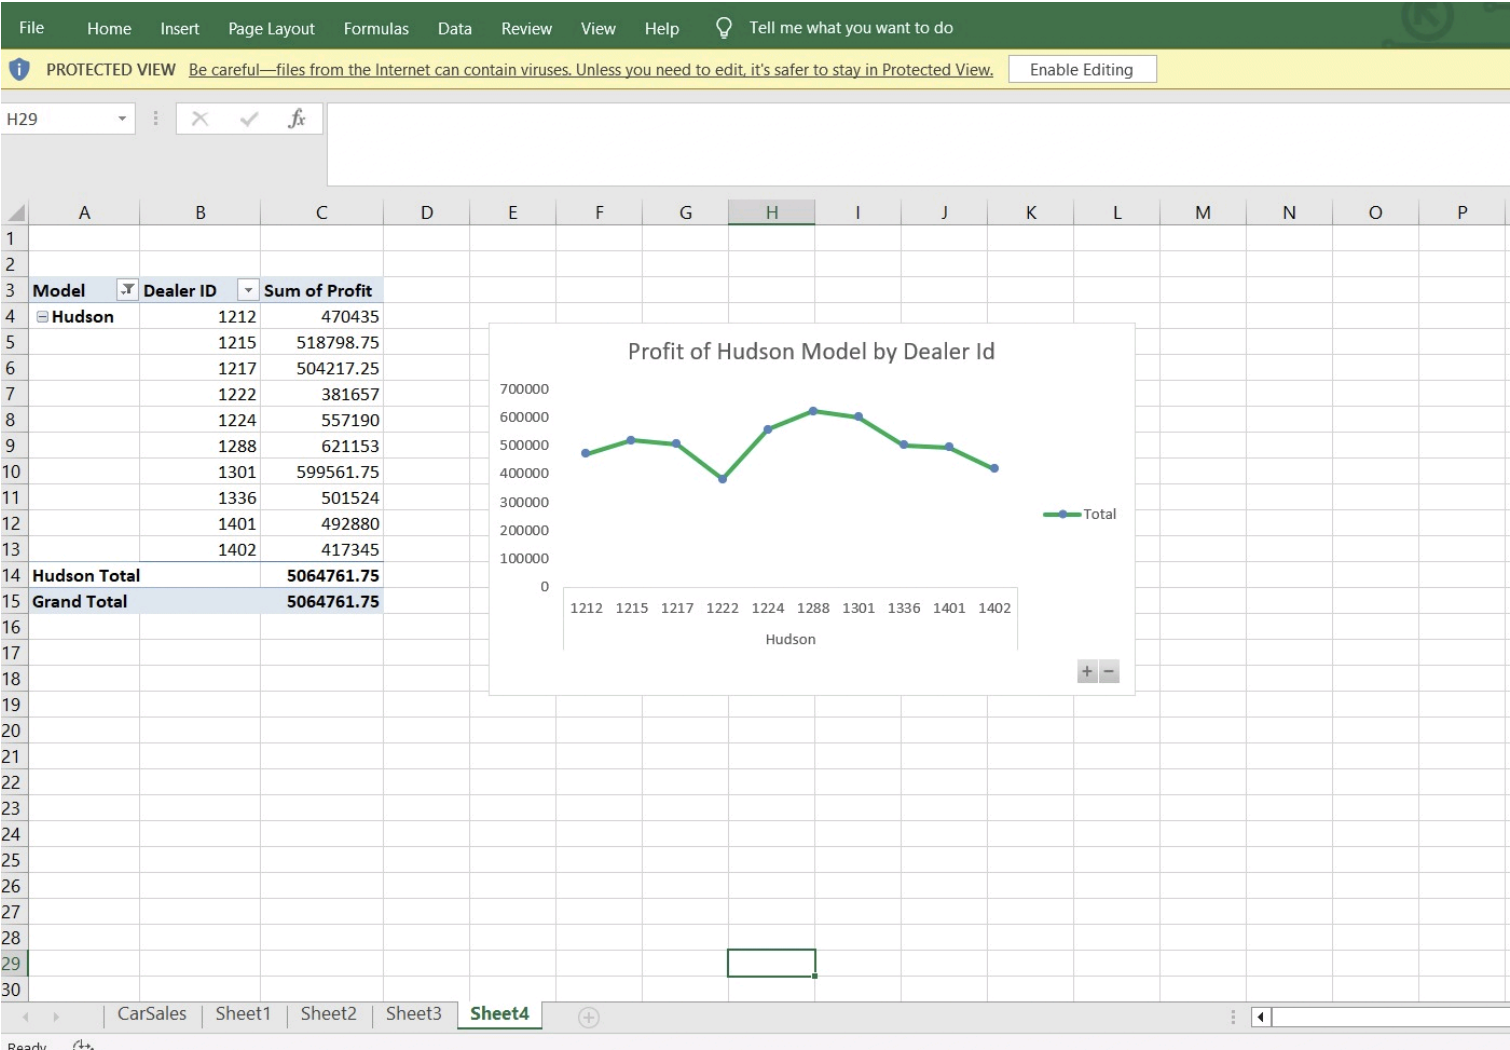 File Home Insert Page Layout Formulas Data Review View Help Tell me what you want to do
PROTECTED VIEW Be careful—files from the Internet can contain viruses. Unless you need to edit, it's safer to stay in Protected View. Enable Editing
H29 fx
A B C D E F G H I J K L M N O P
1
2
3 Model Dealer ID Sum of Profit
4 Hudson 1212 470435
5 1215 518798.75
6 1217 504217.25
7 1222 381657
8 1224 557190
9 1288 621153
10 1301 599561.75
11 1336 501524
12 1401 492880
13 1402 417345
14 Hudson Total 5064761.75
15 Grand Total 5064761.75
16
17
18
19
20
21
22
23
24
25
26
27
28
29
30
Profit of Hudson Model by Dealer Id
700000
600000
500000
400000
300000
200000
100000
0
1212 1215 1217 1222 1224 1288 1301 1336 1401 1402
Hudson
Total
+ −
CarSales Sheet1 Sheet2 Sheet3 Sheet4
Ready